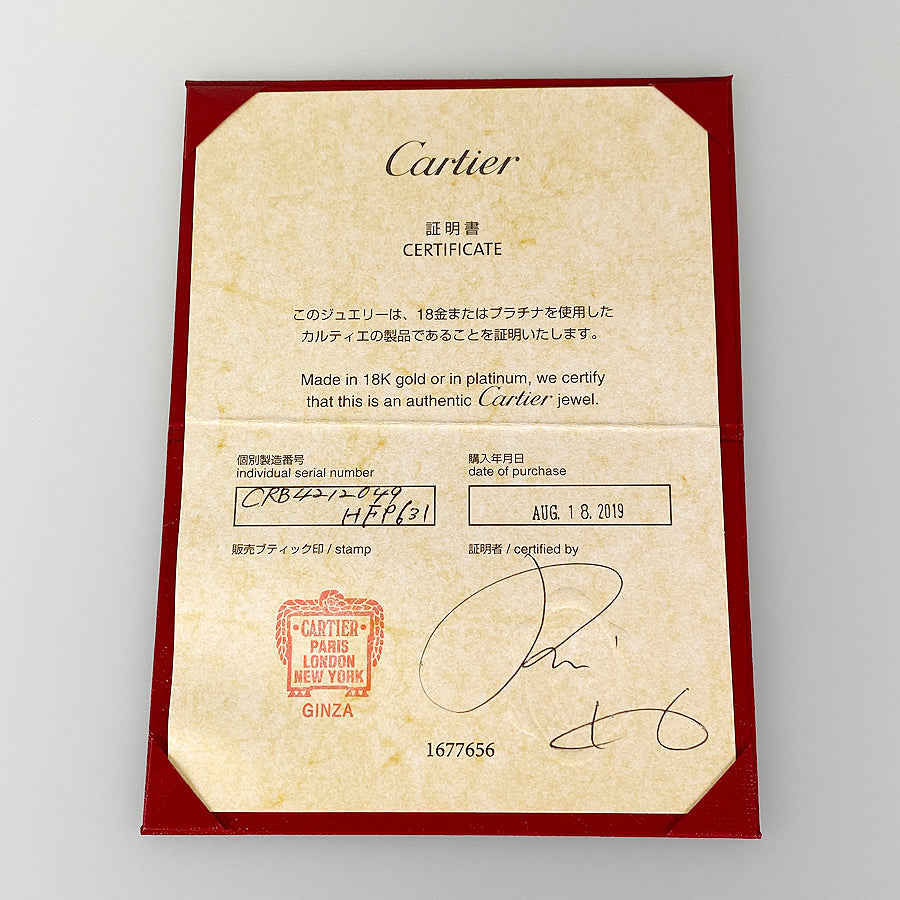 Cartier
証明書
CERTIFICATE
このジュエリーは、18金またはプラチナを使用した
カルティエの製品であることを証明いたします。
Made in 18K gold or in platinum, we certify
that this is an authentic Cartier jewel.
個別製造番号
individual serial number
CRB4212049
HFP631
購入年月日
date of purchase
AUG. 18. 2019
販売ブティック印 / stamp
証明者 / certified by
CARTIER
PARIS
LONDON
NEW YORK
GINZA
1677656